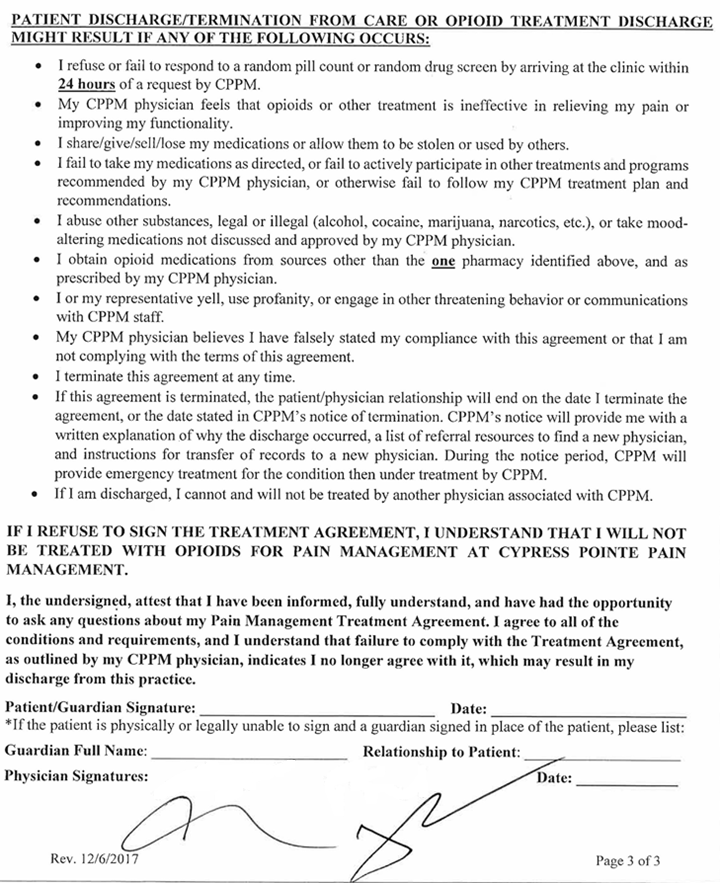 PATIENT DISCHARGE/TERMINATION FROM CARE OR OPIOID TREATMENT DISCHARGE
MIGHT RESULT IF ANY OF THE FOLLOWING OCCURS:
• I refuse or fail to respond to a random pill count or random drug screen by arriving at the clinic within
24 hours of a request by CPPM.
• My CPPM physician feels that opioids or other treatment is ineffective in relieving my pain or
improving my functionality.
• I share/give/sell/lose my medications or allow them to be stolen or used by others.
• I fail to take my medications as directed, or fail to actively participate in other treatments and programs
recommended by my CPPM physician, or otherwise fail to follow my CPPM treatment plan and
recommendations.
• I abuse other substances, legal or illegal (alcohol, cocaine, marijuana, narcotics, etc.), or take mood-
altering medications not discussed and approved by my CPPM physician.
• I obtain opioid medications from sources other than the one pharmacy identified above, and as
prescribed by my CPPM physician.
• I or my representative yell, use profanity, or engage in other threatening behavior or communications
with CPPM staff.
• My CPPM physician believes I have falsely stated my compliance with this agreement or that I am
not complying with the terms of this agreement.
• I terminate this agreement at any time.
• If this agreement is terminated, the patient/physician relationship will end on the date I terminate the
agreement, or the date stated in CPPM's notice of termination. CPPM's notice will provide me with a
written explanation of why the discharge occurred, a list of referral resources to find a new physician,
and instructions for transfer of records to a new physician. During the notice period, CPPM will
provide emergency treatment for the condition then under treatment by CPPM.
• If I am discharged, I cannot and will not be treated by another physician associated with CPPM.
IF I REFUSE TO SIGN THE TREATMENT AGREEMENT, I UNDERSTAND THAT I WILL NOT
BE TREATED WITH OPIOIDS FOR PAIN MANAGEMENT AT CYPRESS POINTE PAIN
MANAGEMENT.
I, the undersigned, attest that I have been informed, fully understand, and have had the opportunity
to ask any questions about my Pain Management Treatment Agreement. I agree to all of the
conditions and requirements, and I understand that failure to comply with the Treatment Agreement,
as outlined by my CPPM physician, indicates I no longer agree with it, which may result in my
discharge from this practice.
Patient/Guardian Signature: Date:
*If the patient is physically or legally unable to sign and a guardian signed in place of the patient, please list:
Guardian Full Name: Relationship to Patient:
Physician Signatures: Date:
Rev. 12/6/2017 Page 3 of 3